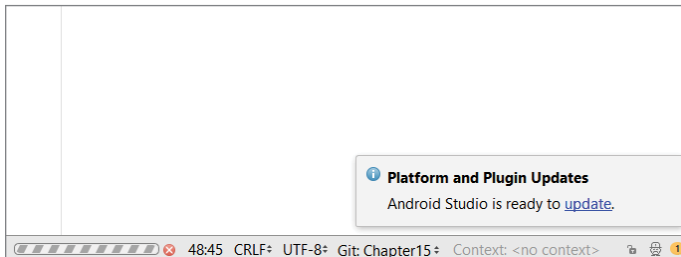 Platform and Plugin Updates
Android Studio is ready to update.
48:45 CRLF UTF-8 Git: Chapter15 Context: <no context> 1